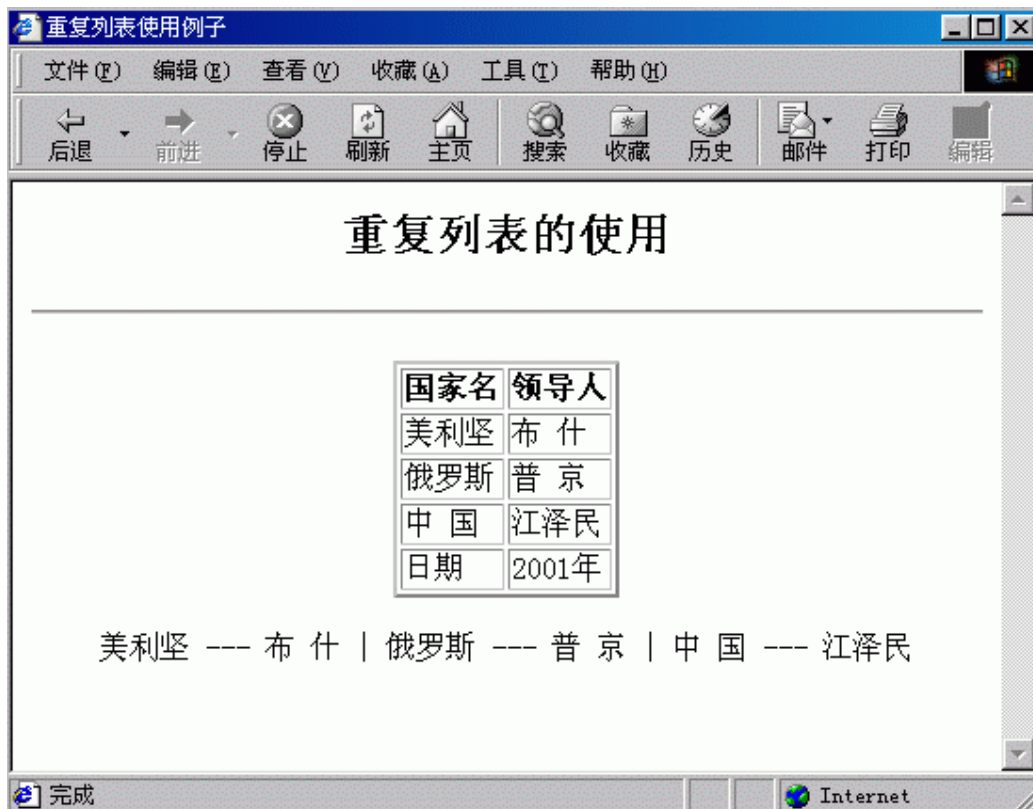 重复列表使用例子
文件(F) 编辑(E) 查看(V) 收藏(A) 工具(T) 帮助(H)
后退 前进 停止 刷新 主页 搜索 收藏 历史 邮件 打印 编辑
重复列表的使用
国家名 领导人
美利坚 布 什
俄罗斯 普 京
中 国 江泽民
日期 2001年
美利坚 --- 布 什 | 俄罗斯 --- 普 京 | 中 国 --- 江泽民
完成 Internet